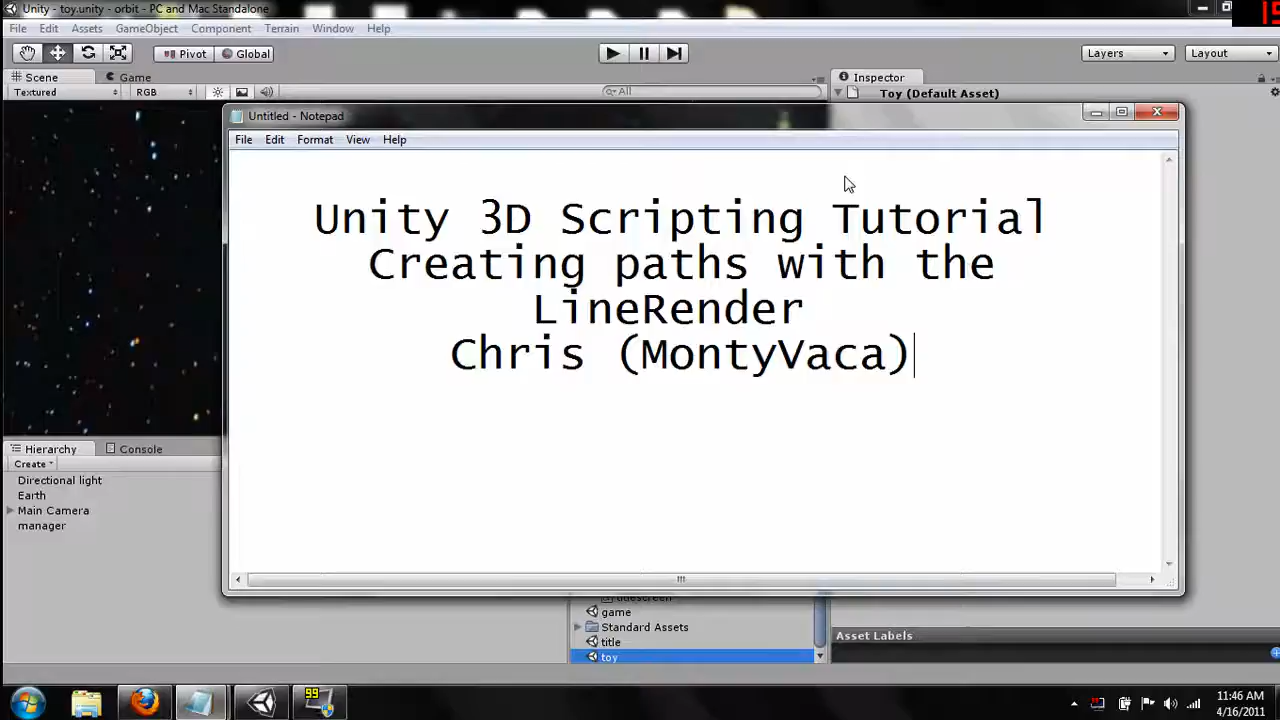 Unity - toy.unity - orbit - PC and Mac Standalone
File Edit Assets GameObject Component Terrain Window Help
Pivot Global Layers Layout
Scene Game Inspector
Textured RGB All Toy (Default Asset)
Untitled - Notepad
File Edit Format View Help
Unity 3D Scripting Tutorial
Creating paths with the
LineRender
Chris (MontyVaca)
Hierarchy Console
Create
Directional light
Earth
Main Camera
manager
titlescreen
game
Standard Assets
title
toy
Asset Labels
99
11:46 AM
4/16/2011